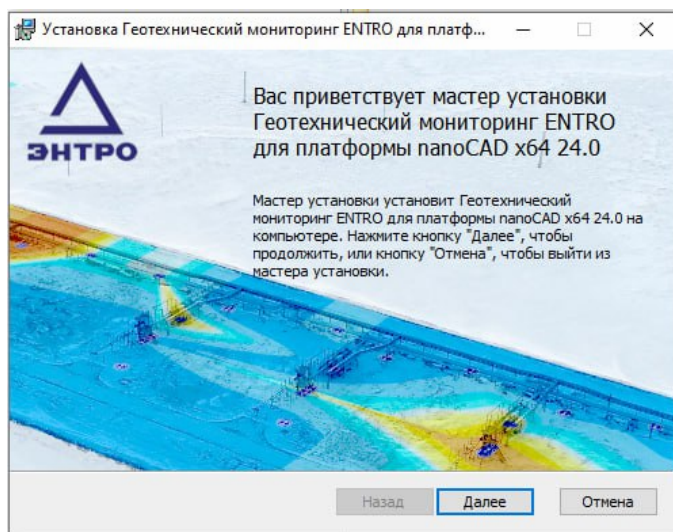 Установка Геотехнический мониторинг ENTRO для платф...
ЭНТРО
Вас приветствует мастер установки
Геотехнический мониторинг ENTRO
для платформы nanoCAD x64 24.0
Мастер установки установит Геотехнический
мониторинг ENTRO для платформы nanoCAD x64 24.0 на
компьютере. Нажмите кнопку "Далее", чтобы
продолжить, или кнопку "Отмена", чтобы выйти из
мастера установки.
Назад
Далее
Отмена